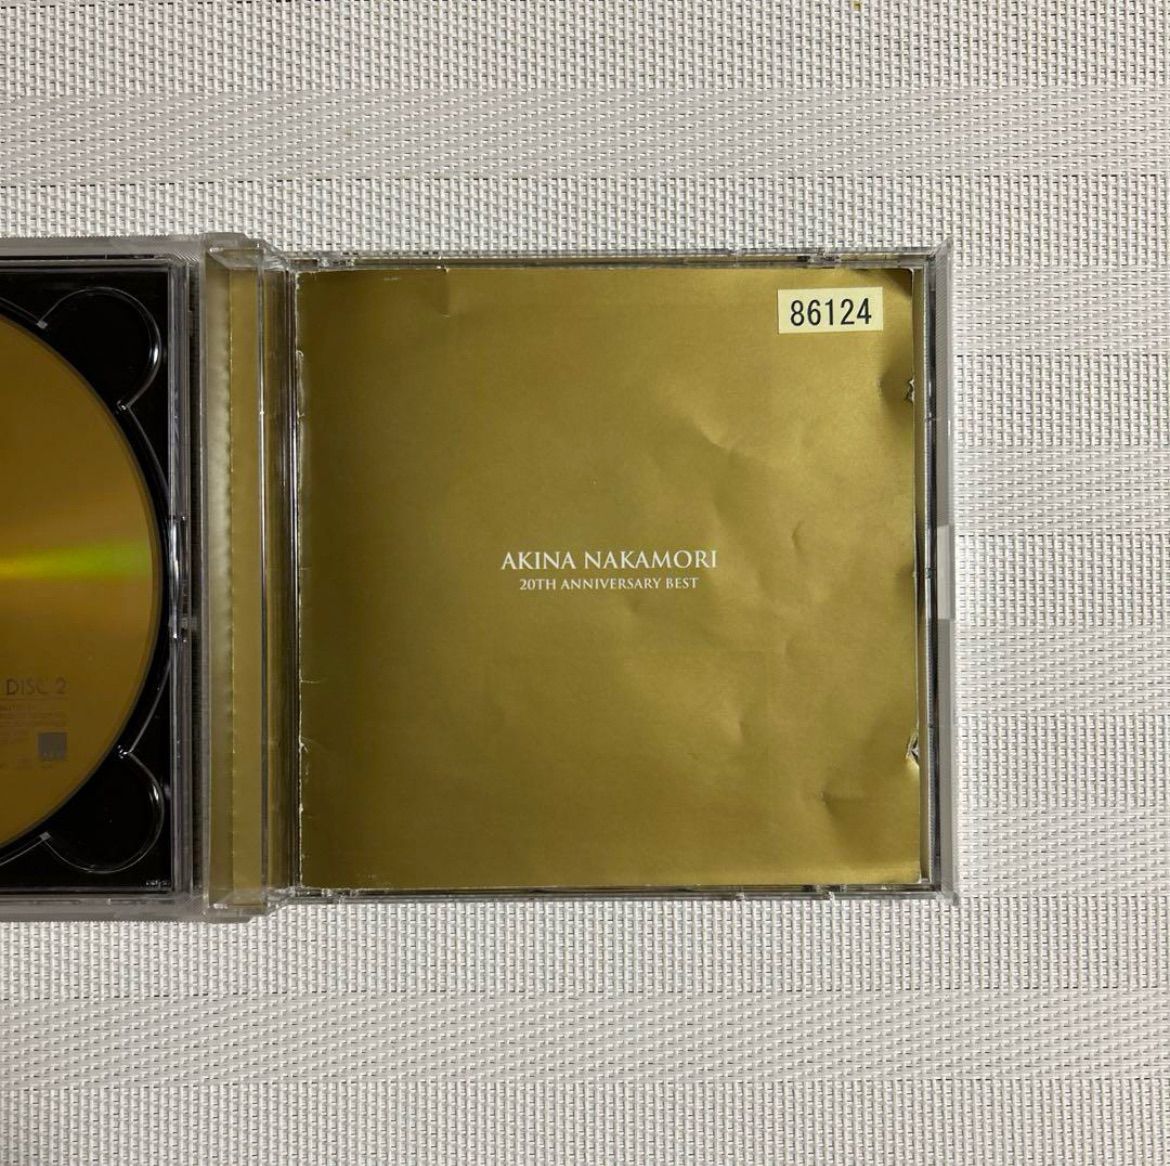 86124
AKINA NAKAMORI
20TH ANNIVERSARY BEST
DISC 2